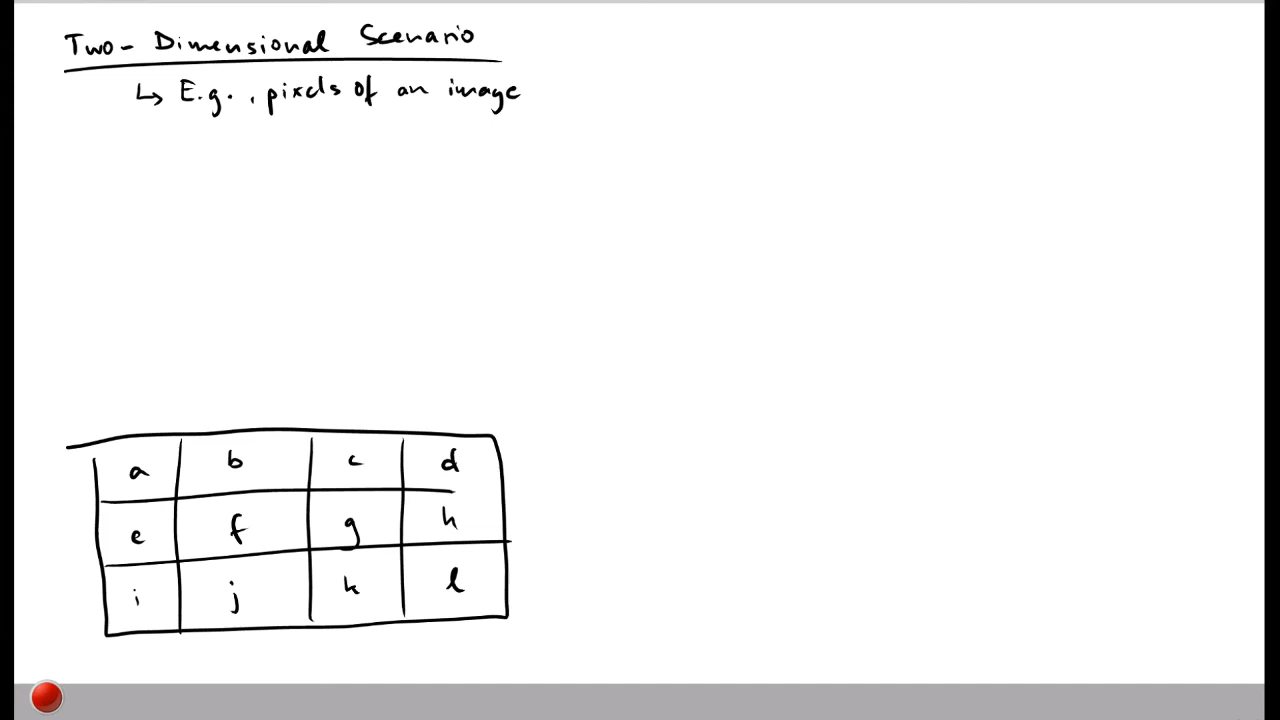 Two-Dimensional Scenario
↳ E.g., pixels of an image
a b c d
e f g h
i j k l